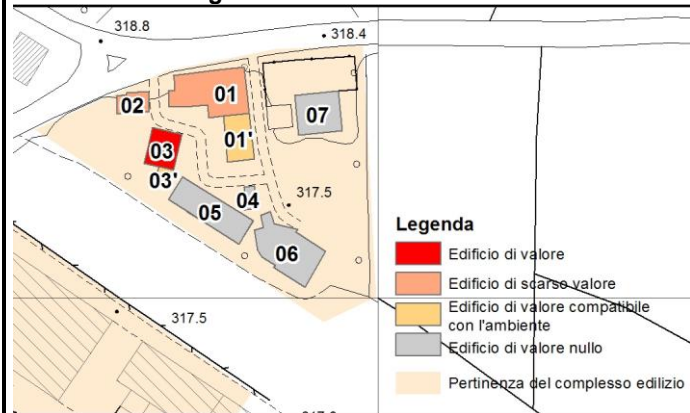 318.8
318.4
01
02
07
01'
03
03'
04
317.5
05
06
317.5
Legenda
Edificio di valore
Edificio di scarso valore
Edificio di valore compatibile
con l'ambiente
Edificio di valore nullo
Pertinenza del complesso edilizio